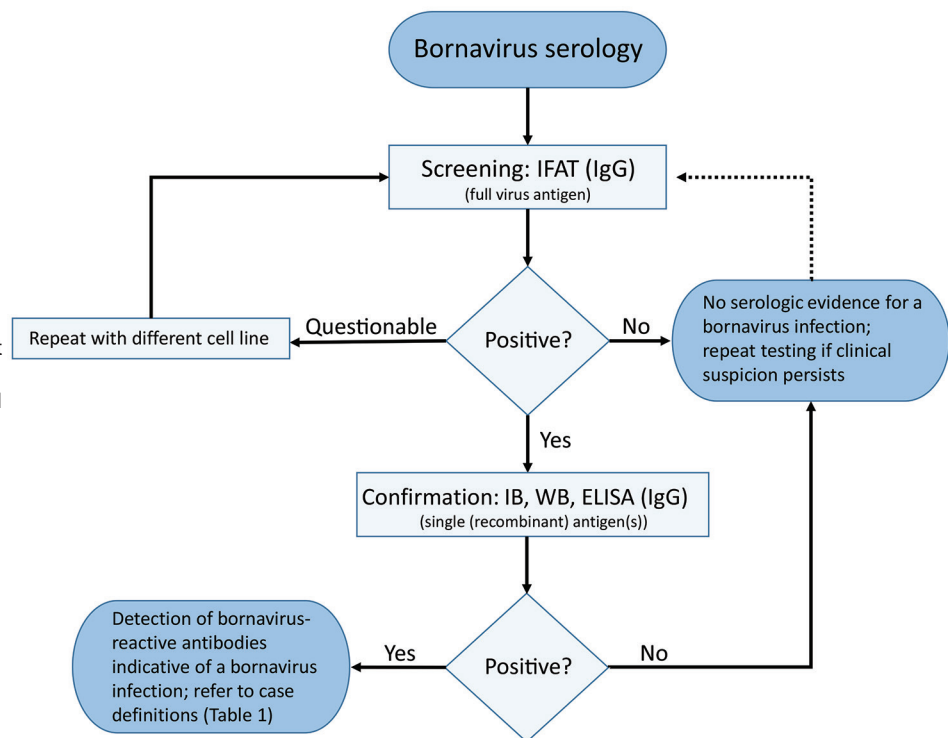 Bornavirus serology
Screening: IFAT (IgG)
(full virus antigen)
Repeat with different cell line
Questionable
Positive?
No
No serologic evidence for a
bornavirus infection;
repeat testing if clinical
suspicion persists
Yes
Confirmation: IB, WB, ELISA (IgG)
(single (recombinant) antigen(s))
Detection of bornavirus-
reactive antibodies
indicative of a bornavirus
infection; refer to case
definitions (Table 1)
Yes
Positive?
No